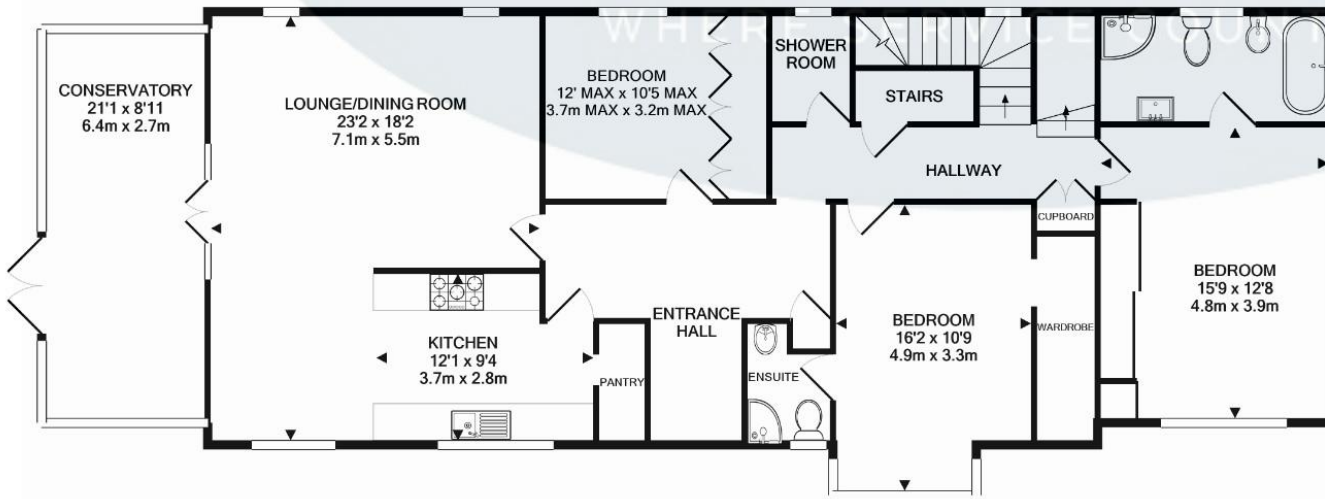 WHERE SERVICE COUNT
CONSERVATORY
21'1 x 8'11
6.4m x 2.7m
LOUNGE/DINING ROOM
23'2 x 18'2
7.1m x 5.5m
BEDROOM
12' MAX x 10'5 MAX
3.7m MAX x 3.2m MAX
SHOWER
ROOM
STAIRS
HALLWAY
CUPBOARD
BEDROOM
15'9 x 12'8
4.8m x 3.9m
KITCHEN
12'1 x 9'4
3.7m x 2.8m
PANTRY
ENTRANCE
HALL
ENSUITE
BEDROOM
16'2 x 10'9
4.9m x 3.3m
WARDROBE